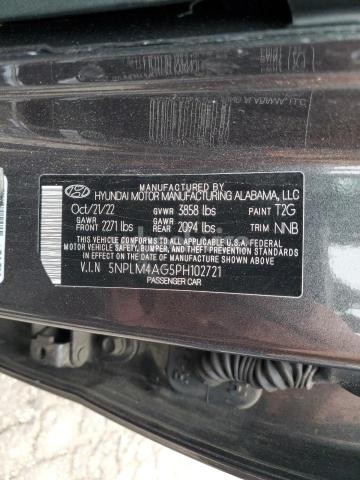 MANUFACTURED BY
HYUNDAI MOTOR MANUFACTURING ALABAMA, LLC
Oct/21/22 GVWR 3858 lbs PAINT T2G
GAWR FRONT 2271 lbs GAWR REAR 2094 lbs TRIM NNB
THIS VEHICLE CONFORMS TO ALL APPLICABLE U.S.A. FEDERAL
MOTOR VEHICLE SAFETY, BUMPER, AND THEFT PREVENTION
STANDARDS IN EFFECT ON THE DATE OF MANUFACTURE SHOWN ABOVE.
V.I.N 5NPLM4AG5PH102721
PASSENGER CAR